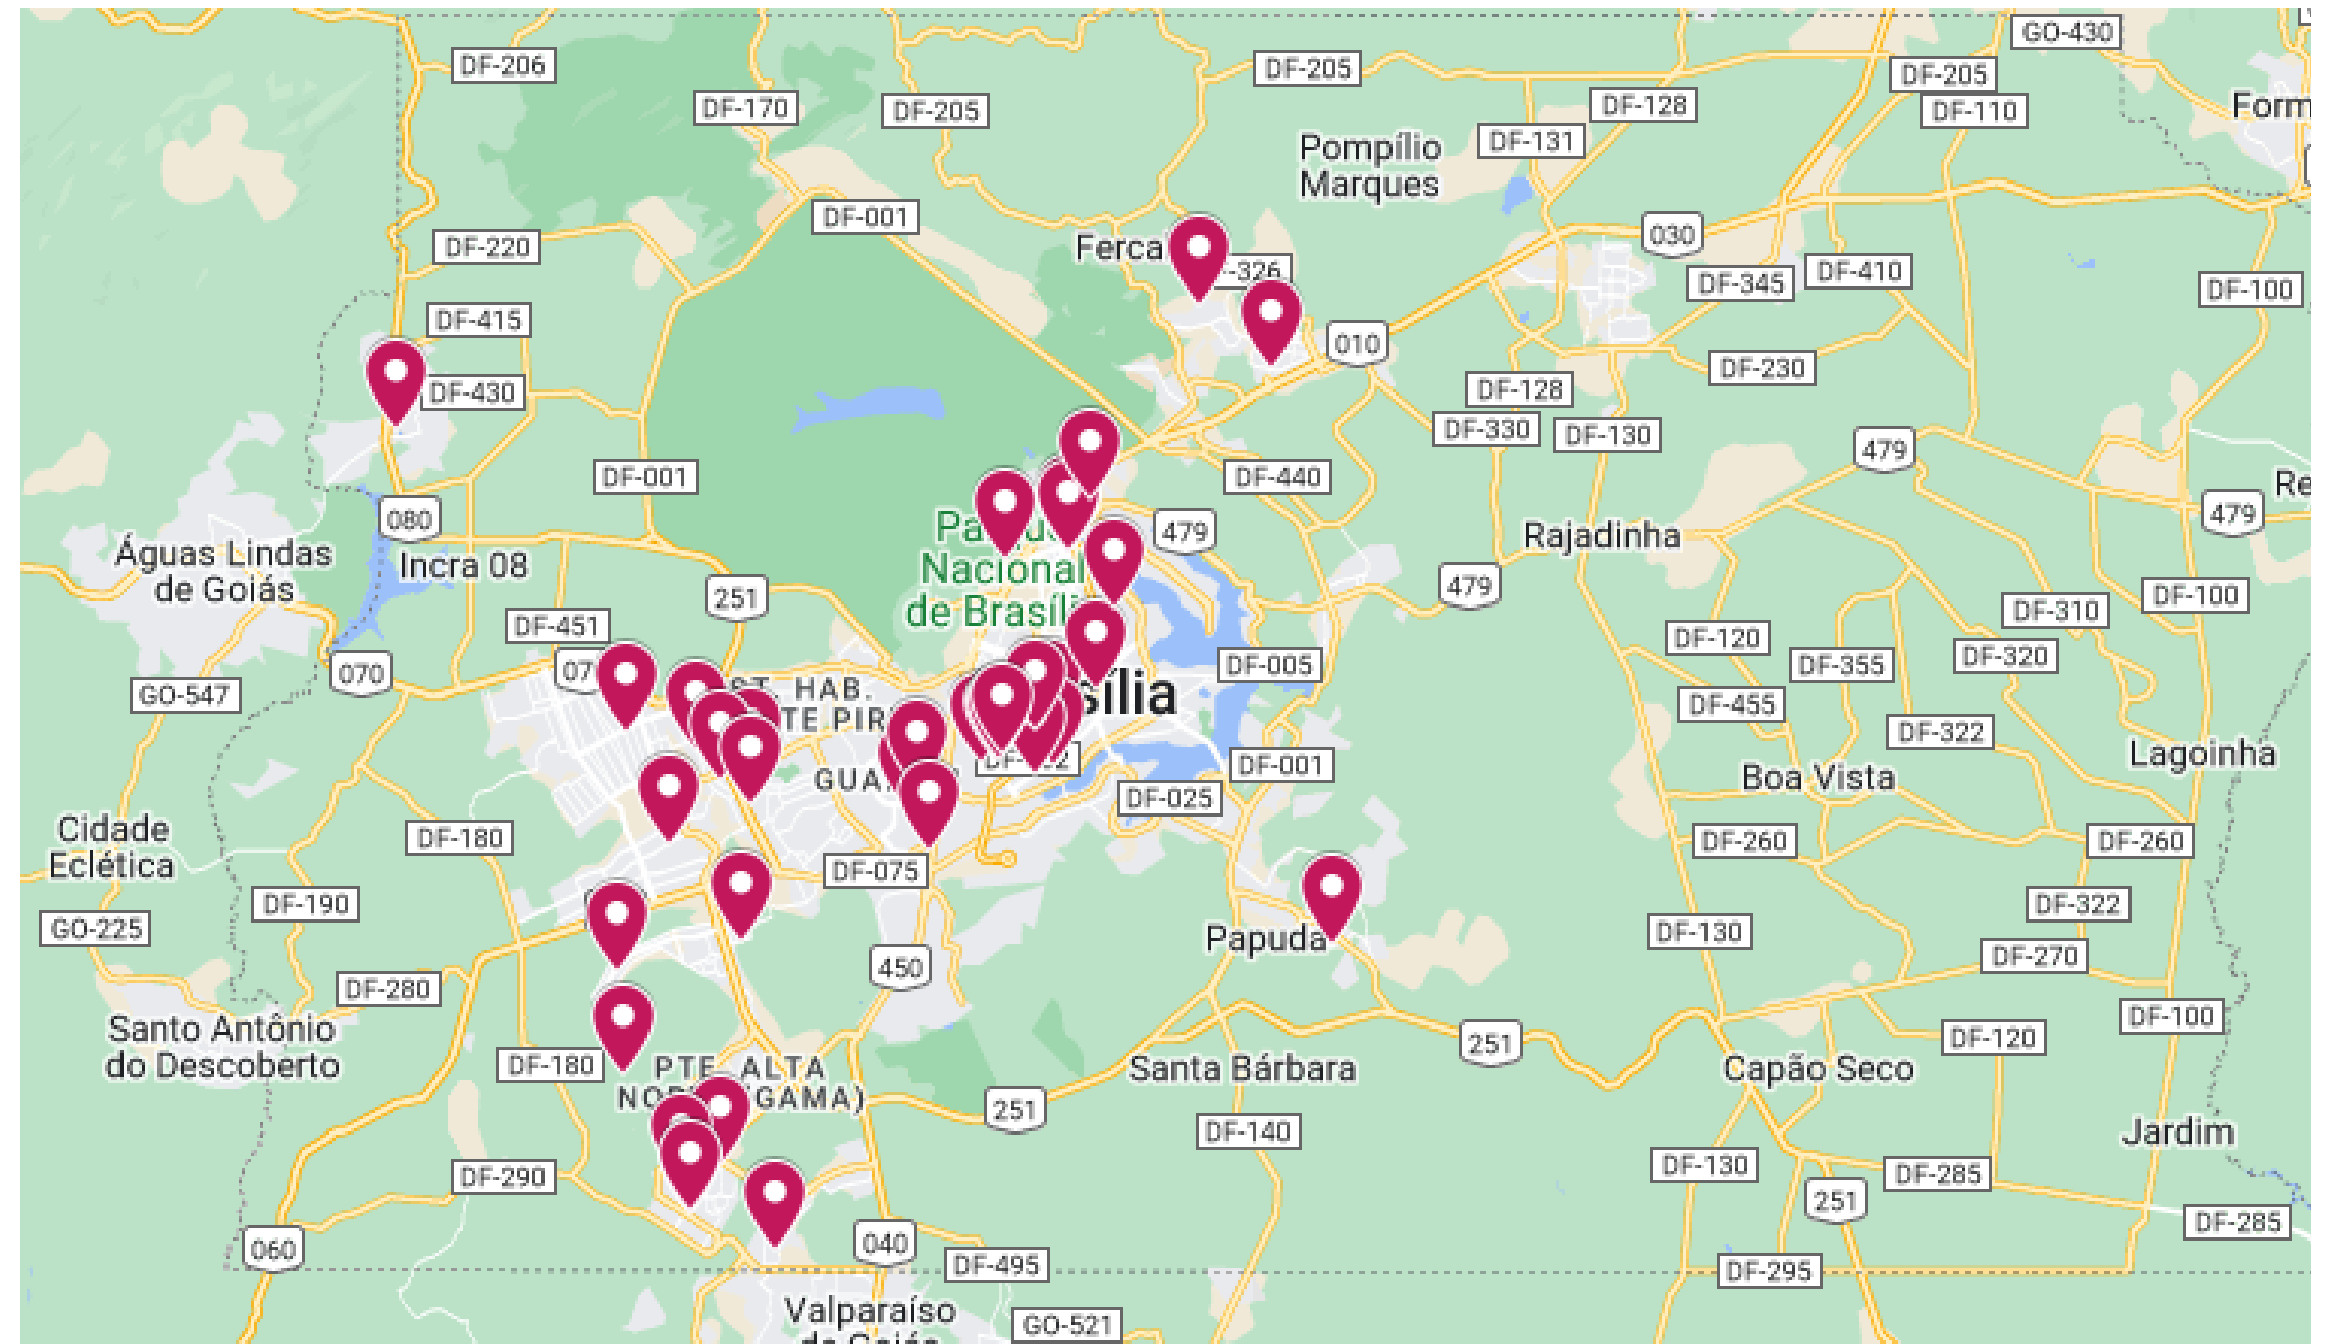 GO-430
DF-206
DF-205
DF-205
DF-170
DF-205
DF-128
DF-110
DF-131
Pompílio
Marques
DF-001
030
Ferca
DF-220
-326
DF-345
DF-410
DF-100
DF-415
010
DF-230
DF-430
DF-128
DF-330
DF-130
479
DF-001
DF-440
080
479
479
Rajadinha
Nacional
Águas Lindas
de Goiás
Incra 08
479
251
DF-100
de
DF-310
DF-451
DF-120
DF-320
070
DF-005
DF-355
GO-547
HAB.
DF-455
DF-322
Lagoinha
DF-001
Boa Vista
DF-025
Cidade
Eclética
DF-180
DF-260
DF-260
DF-075
DF-190
DF-322
GO-225
DF-130
Papuda
DF-270
450
DF-280
Santo Antônio
do Descoberto
DF-100
DF-120
251
DF-180
PTE. ALTA
GAMA)
Santa Bárbara
Capão Seco
251
DF-140
Jardim
DF-130
DF-285
DF-290
251
DF-285
060
040
DF-495
DF-295
Valparaíso
GO-521